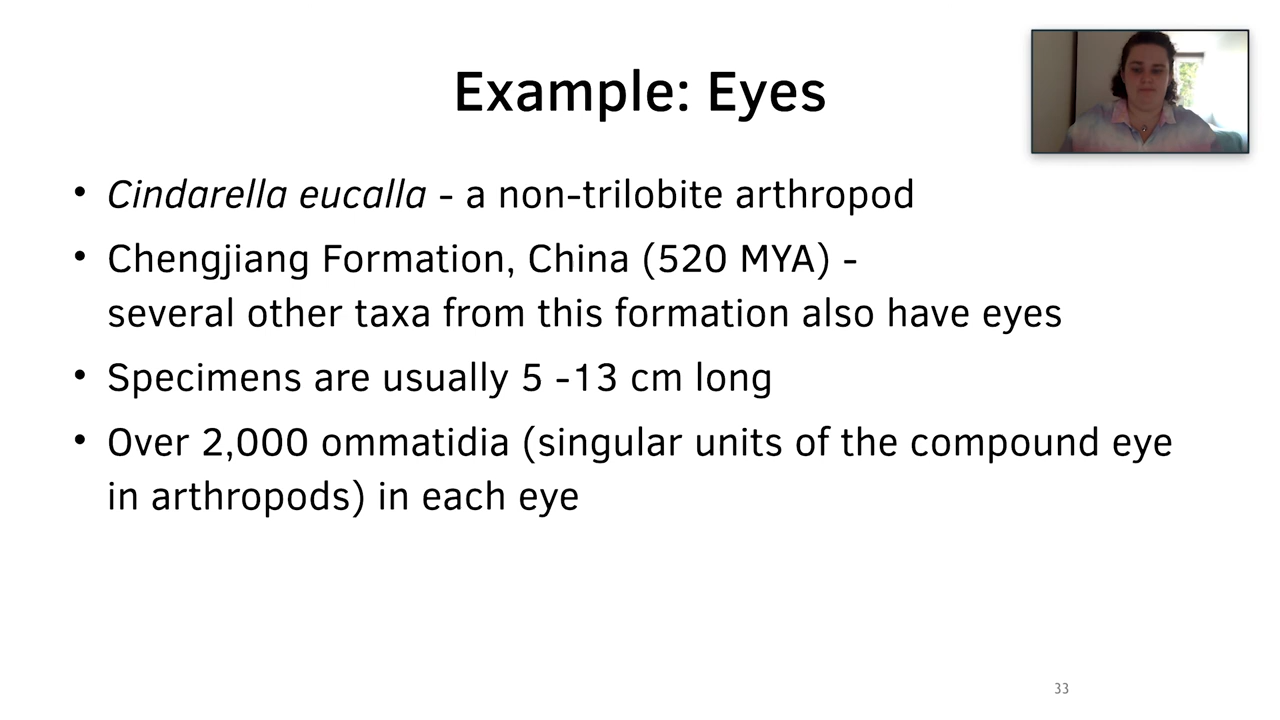 Example: Eyes
• Cindarella eucalla - a non-trilobite arthropod
• Chengjiang Formation, China (520 MYA) -
several other taxa from this formation also have eyes
• Specimens are usually 5 -13 cm long
• Over 2,000 ommatidia (singular units of the compound eye
in arthropods) in each eye
33